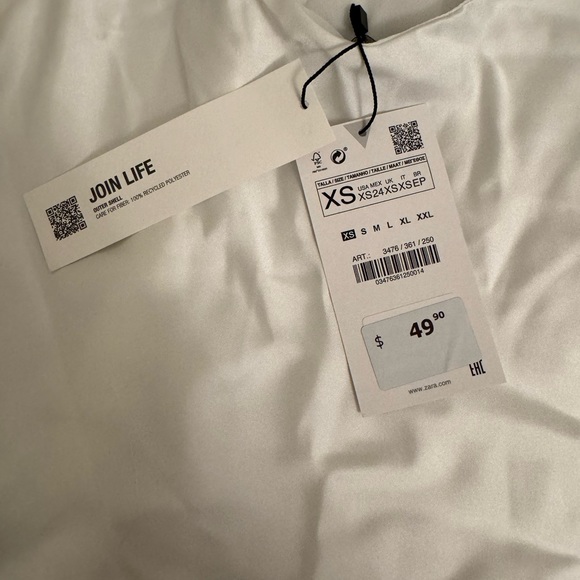 JOIN LIFE
OUTER SHELL
CARE FOR FIBER: 100% RECYCLED POLYESTER
FSC
TALLA / SIZE / TAMANHO / TAILLE / MAAT /
XS
USA MEX UK IT BR
XS 24 XS XS EP
XS S M L XL XXL
ART.: 3476 / 361 / 250
03476361250014
$ 49 90
www.zara.com
EAC